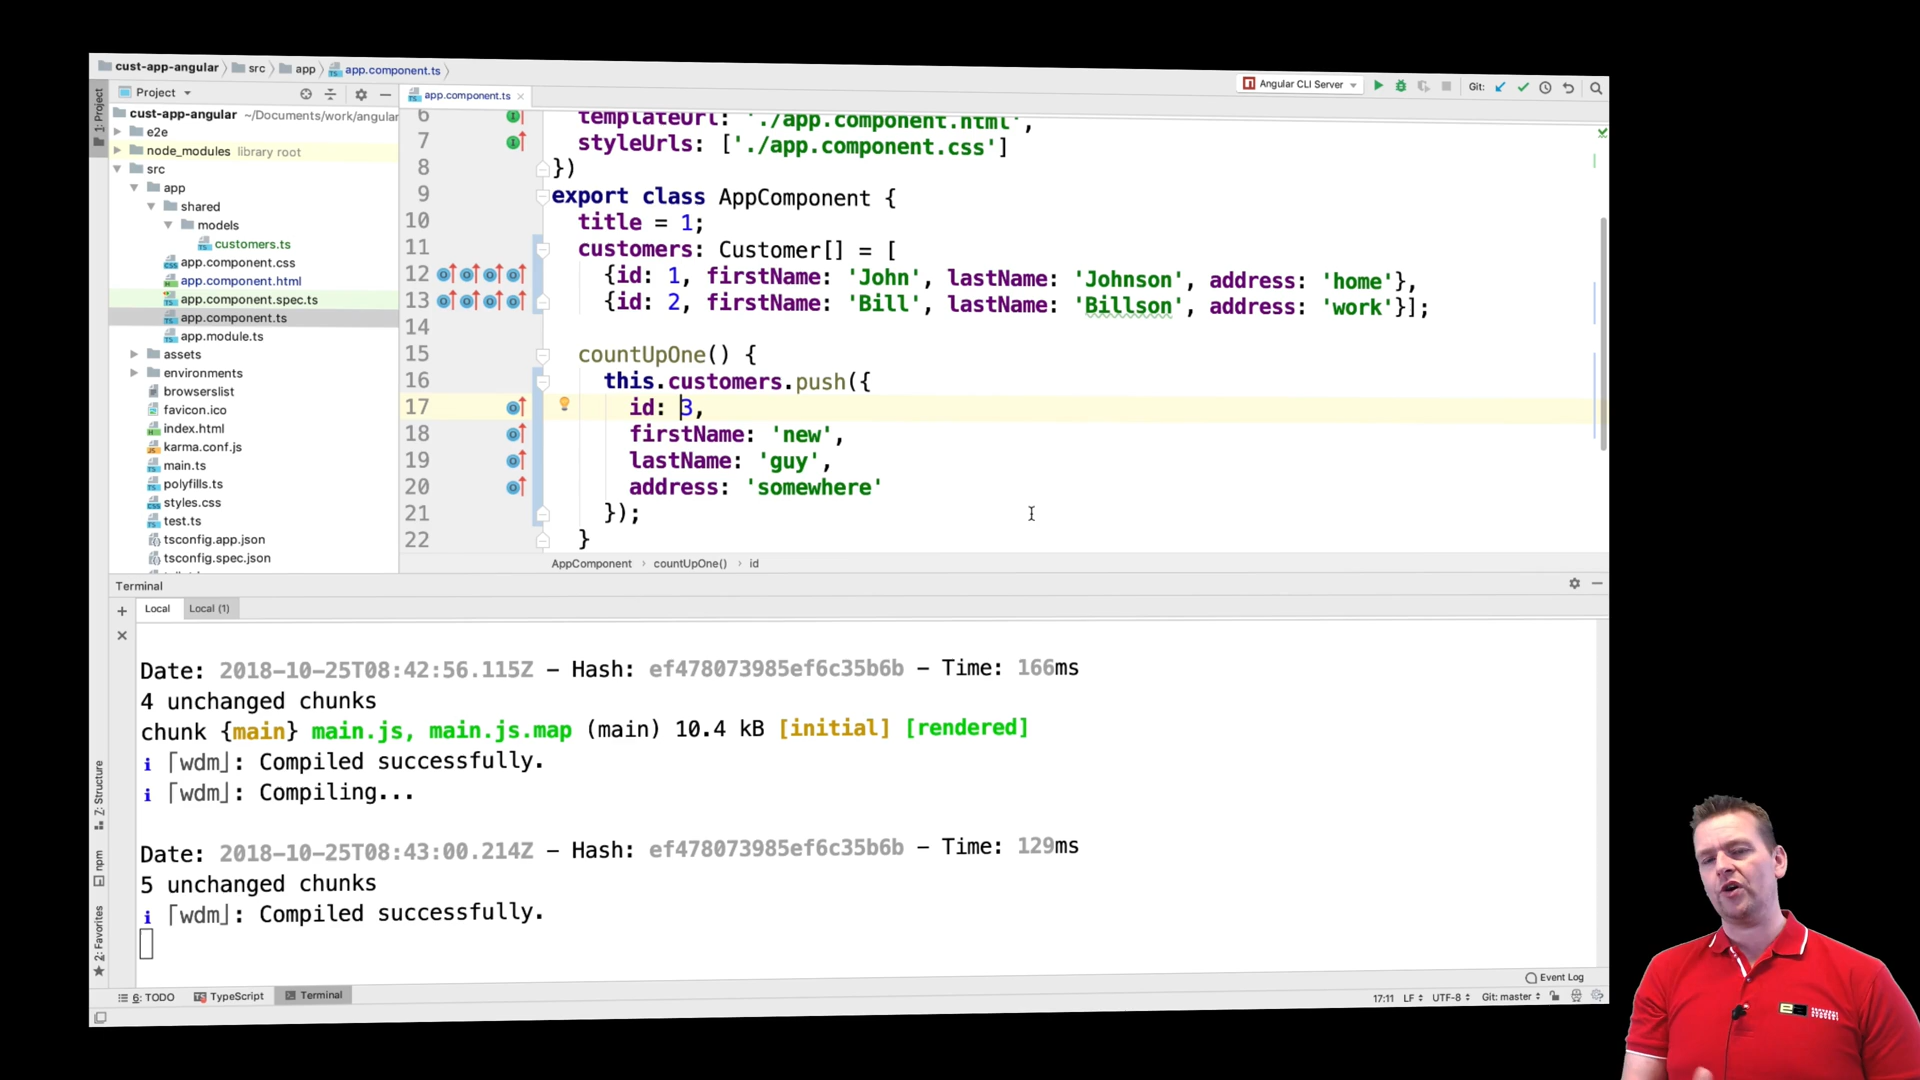 cust-app-angular src app app.component.ts
Angular CLI Server Git:
1: Project
Project
app.component.ts
cust-app-angular ~/Documents/work/angular
e2e
node_modules library root
src
app
shared
models
customers.ts
app.component.css
app.component.html
app.component.spec.ts
app.component.ts
app.module.ts
assets
environments
browserslist
favicon.ico
index.html
karma.conf.js
main.ts
polyfills.ts
styles.css
test.ts
tsconfig.app.json
tsconfig.spec.json
6 templateUrl: './app.component.html',
7 styleUrls: ['./app.component.css']
8 })
9 export class AppComponent {
10 title = 1;
11 customers: Customer[] = [
12 {id: 1, firstName: 'John', lastName: 'Johnson', address: 'home'},
13 {id: 2, firstName: 'Bill', lastName: 'Billson', address: 'work'}];
14
15 countUpOne() {
16 this.customers.push({
17 id: 3,
18 firstName: 'new',
19 lastName: 'guy',
20 address: 'somewhere'
21 });
22 }
AppComponent › countUpOne() › id
Terminal
Local Local (1)
Date: 2018-10-25T08:42:56.115Z - Hash: ef478073985ef6c35b6b - Time: 166ms
4 unchanged chunks
chunk {main} main.js, main.js.map (main) 10.4 kB [initial] [rendered]
i ｢wdm｣: Compiled successfully.
i ｢wdm｣: Compiling...
Date: 2018-10-25T08:43:00.214Z - Hash: ef478073985ef6c35b6b - Time: 129ms
5 unchanged chunks
i ｢wdm｣: Compiled successfully.
7: Structure
npm
2: Favorites
Event Log
6: TODO TypeScript Terminal
17:11 LF UTF-8 Git: master